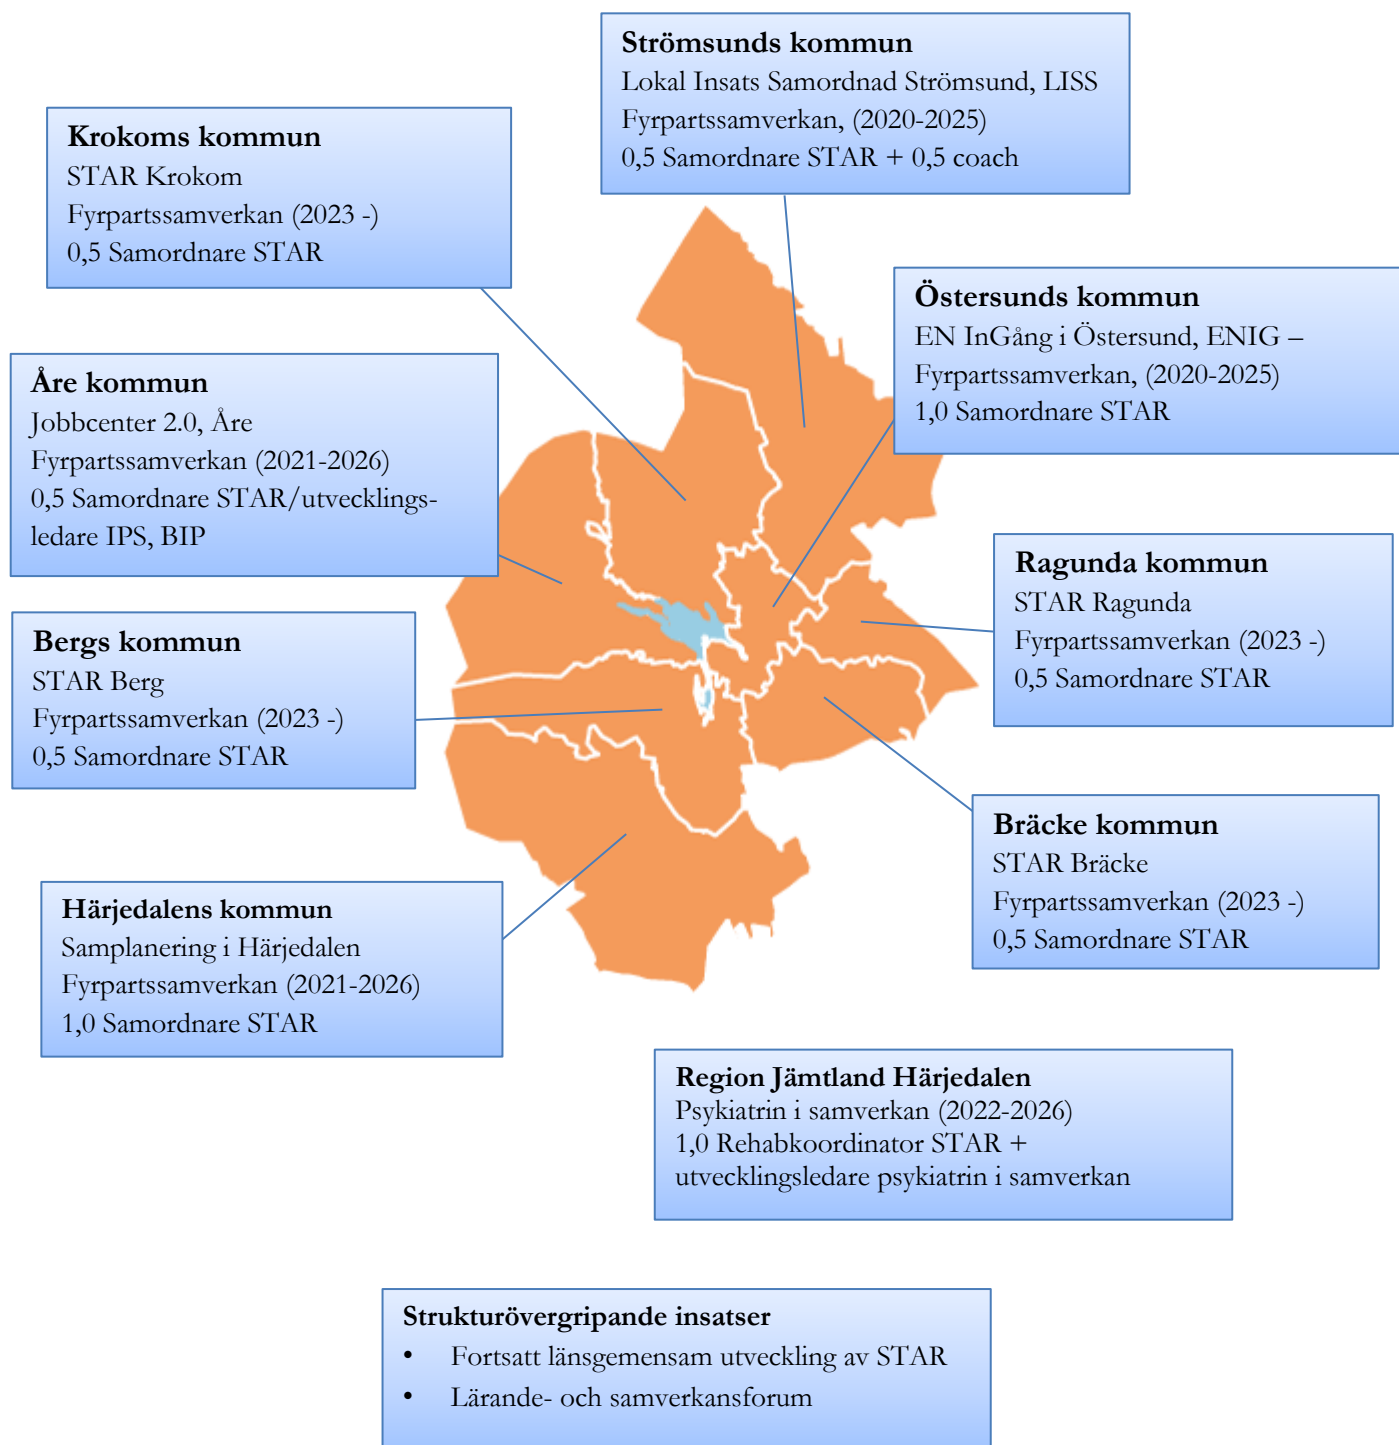 Strömsunds kommun
Lokal Insats Samordnad Strömsund, LISS
Fyrpartssamverkan, (2020-2025)
0,5 Samordnare STAR + 0,5 coach
Krokoms kommun
STAR Krokom
Fyrpartssamverkan (2023 -)
0,5 Samordnare STAR
Östersunds kommun
EN InGång i Östersund, ENIG –
Fyrpartssamverkan, (2020-2025)
1,0 Samordnare STAR
Åre kommun
Jobbcenter 2.0, Åre
Fyrpartssamverkan (2021-2026)
0,5 Samordnare STAR/utvecklings-
ledare IPS, BIP
Ragunda kommun
STAR Ragunda
Fyrpartssamverkan (2023 -)
0,5 Samordnare STAR
Bergs kommun
STAR Berg
Fyrpartssamverkan (2023 -)
0,5 Samordnare STAR
Bräcke kommun
STAR Bräcke
Fyrpartssamverkan (2023 -)
0,5 Samordnare STAR
Härjedalens kommun
Samplanering i Härjedalen
Fyrpartssamverkan (2021-2026)
1,0 Samordnare STAR
Region Jämtland Härjedalen
Psykiatrin i samverkan (2022-2026)
1,0 Rehabkoordinator STAR +
utvecklingsledare psykiatrin i samverkan
Strukturövergripande insatser
• Fortsatt länsgemensam utveckling av STAR
• Lärande- och samverkansforum